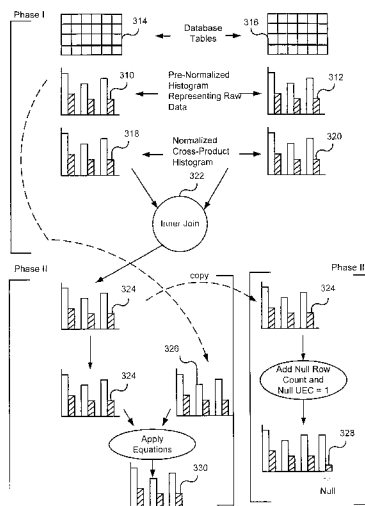 Phase I
314
Database
Tables
316
310
Pre-Normalized
Histogram
Representing Raw
Data
312
318
Normalized
Cross-Product
Histogram
320
322
Inner Join
Phase II
324
copy
Phase II
324
324
326
Add Null Row
Count and
Null UEC = 1
Apply
Equations
330
328
Null